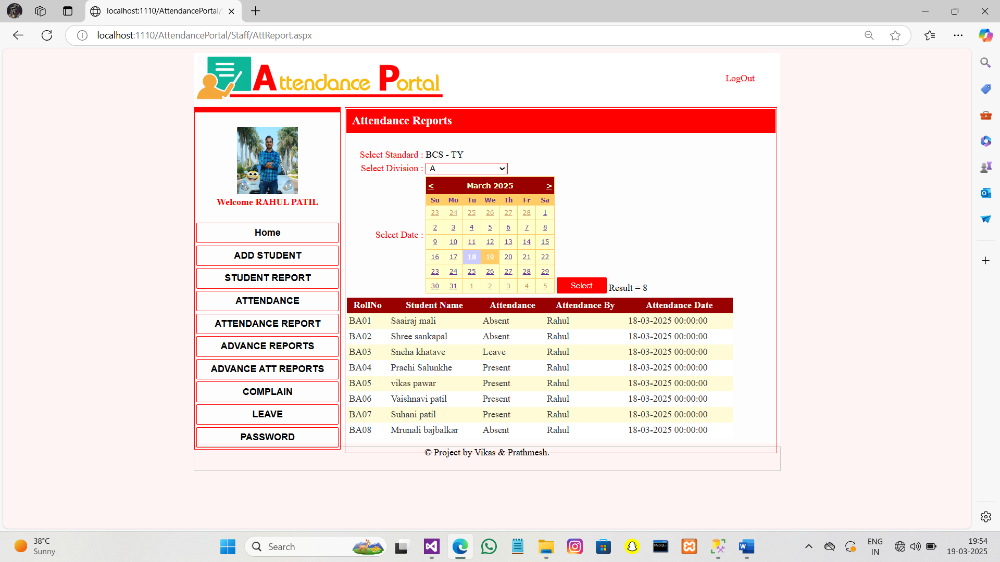 localhost:1110/AttendancePortal/
localhost:1110/AttendancePortal/Staff/AttReport.aspx
Attendance Portal
LogOut
Welcome RAHUL PATIL
Home
ADD STUDENT
STUDENT REPORT
ATTENDANCE
ATTENDANCE REPORT
ADVANCE REPORTS
ADVANCE ATT REPORTS
COMPLAIN
LEAVE
PASSWORD
Attendance Reports
Select Standard : BCS - TY
Select Division : A
Select Date :
< March 2025 >
Su Mo Tu We Th Fr Sa
23 24 25 26 27 28 1
2 3 4 5 6 7 8
9 10 11 12 13 14 15
16 17 18 19 20 21 22
23 24 25 26 27 28 29
30 31 1 2 3 4 5
Select Result = 8
RollNo Student Name Attendance Attendance By Attendance Date
BA01 Saairaj mali Absent Rahul 18-03-2025 00:00:00
BA02 Shree sankapal Absent Rahul 18-03-2025 00:00:00
BA03 Sneha khatave Leave Rahul 18-03-2025 00:00:00
BA04 Prachi Salunkhe Present Rahul 18-03-2025 00:00:00
BA05 vikas pawar Present Rahul 18-03-2025 00:00:00
BA06 Vaishnavi patil Present Rahul 18-03-2025 00:00:00
BA07 Suhani patil Present Rahul 18-03-2025 00:00:00
BA08 Mrunali bajbalkar Absent Rahul 18-03-2025 00:00:00
© Project by Vikas & Prathmesh.
38°C
Sunny
Search
MySQL
ENG
IN
19:54
19-03-2025